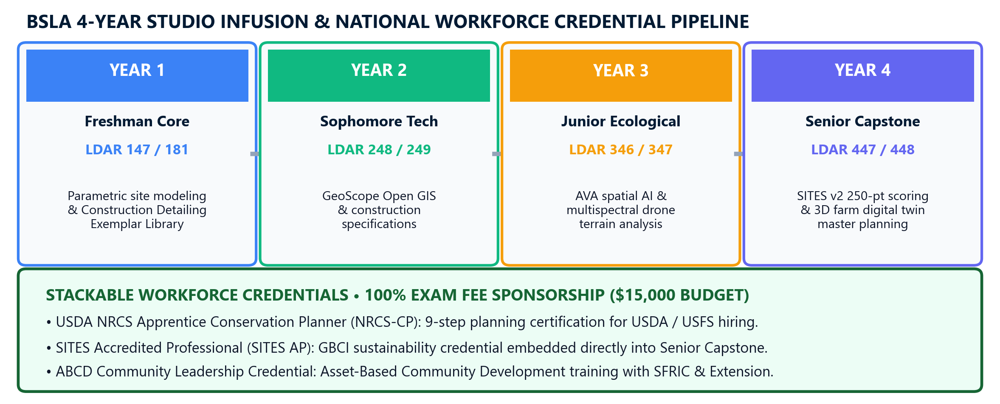 BSLA 4-YEAR STUDIO INFUSION & NATIONAL WORKFORCE CREDENTIAL PIPELINE
YEAR 1
Freshman Core
LDAR 147 / 181
Parametric site modeling
& Construction Detailing
Exemplar Library
YEAR 2
Sophomore Tech
LDAR 248 / 249
GeoScope Open GIS
& construction
specifications
YEAR 3
Junior Ecological
LDAR 346 / 347
AVA spatial AI &
multispectral drone
terrain analysis
YEAR 4
Senior Capstone
LDAR 447 / 448
SITES v2 250-pt scoring
& 3D farm digital twin
master planning
STACKABLE WORKFORCE CREDENTIALS • 100% EXAM FEE SPONSORSHIP ($15,000 BUDGET)
• USDA NRCS Apprentice Conservation Planner (NRCS-CP): 9-step planning certification for USDA / USFS hiring.
• SITES Accredited Professional (SITES AP): GBCI sustainability credential embedded directly into Senior Capstone.
• ABCD Community Leadership Credential: Asset-Based Community Development training with SFRIC & Extension.